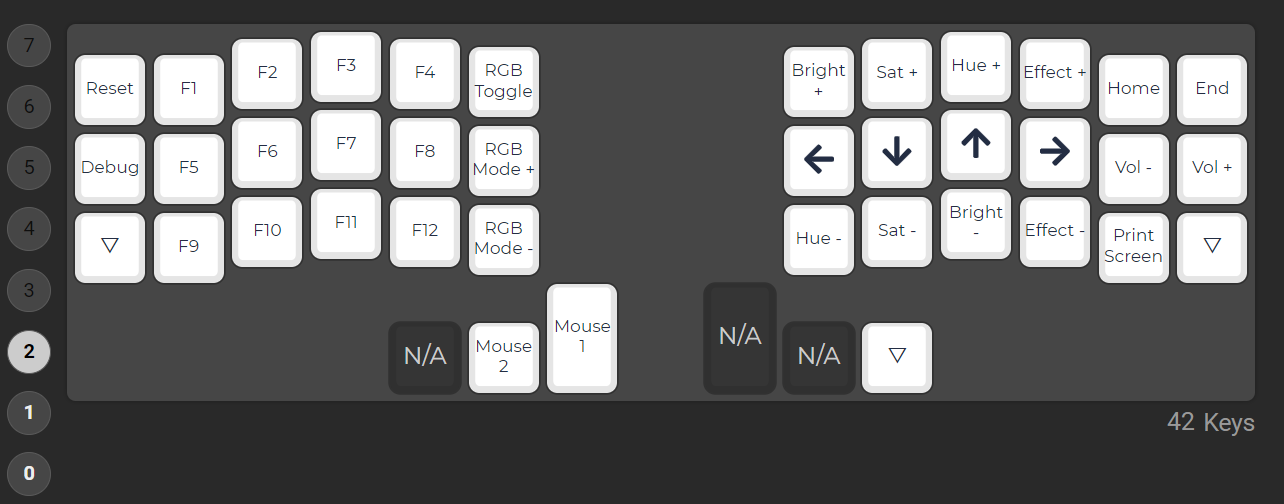 7
6
5
4
3
2
1
0
Reset
F1
F2
F3
F4
RGB
Toggle
Bright
+
Sat +
Hue +
Effect +
Home
End
Debug
F5
F6
F7
F8
RGB
Mode +
←
↓
↑
→
Vol -
Vol +
▽
F9
F10
F11
F12
RGB
Mode -
Hue -
Sat -
Bright
-
Effect -
Print
Screen
▽
N/A
Mouse
2
Mouse
1
N/A
N/A
▽
42 Keys